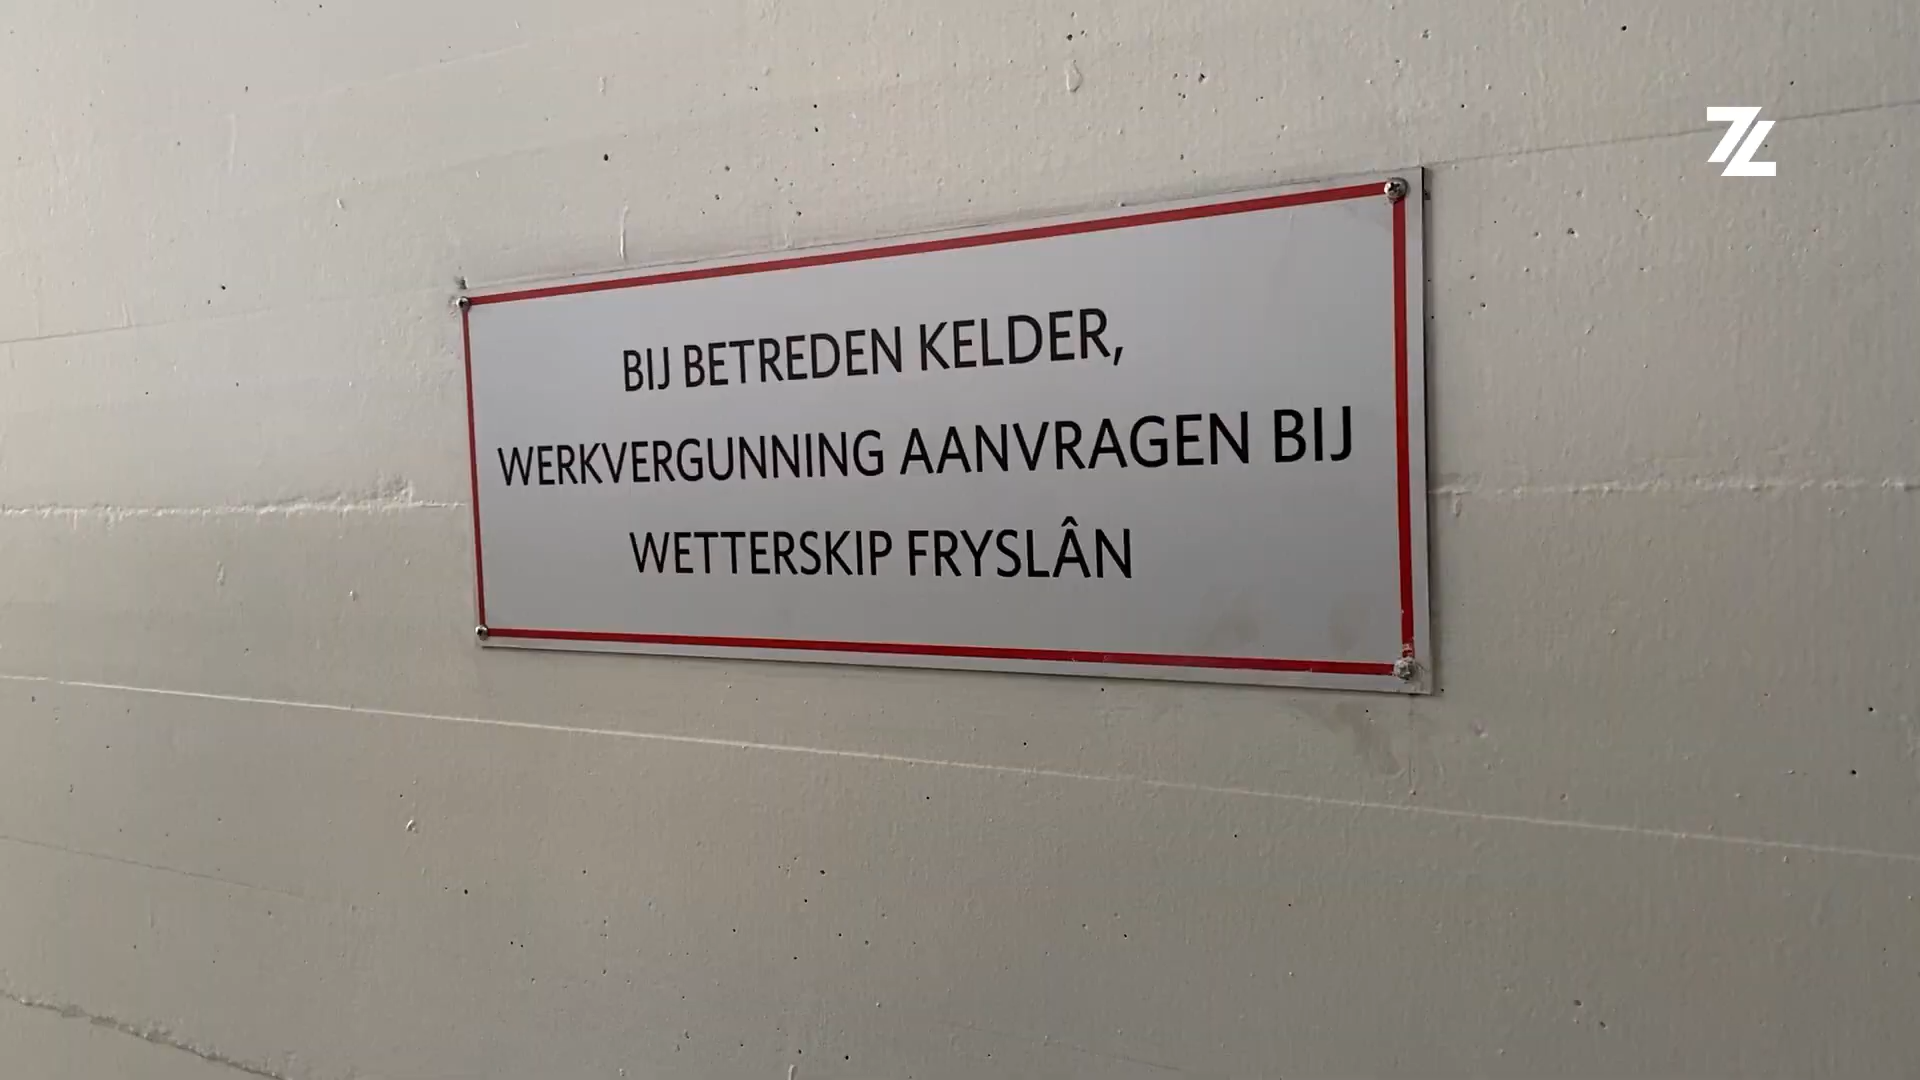 BIJ BETREDEN KELDER,
WERKVERGUNNING AANVRAGEN BIJ
WETTERSKIP FRYSLÂN